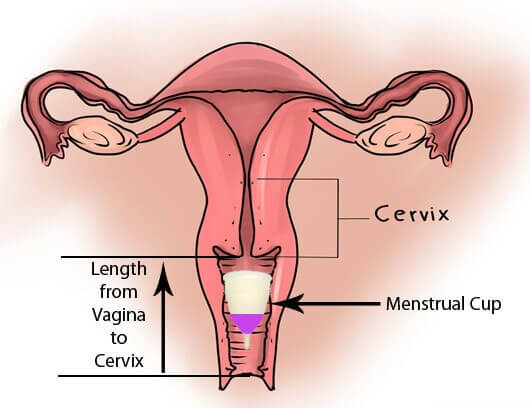 Cervix
Length
from
Vagina
to
Cervix
Menstrual Cup